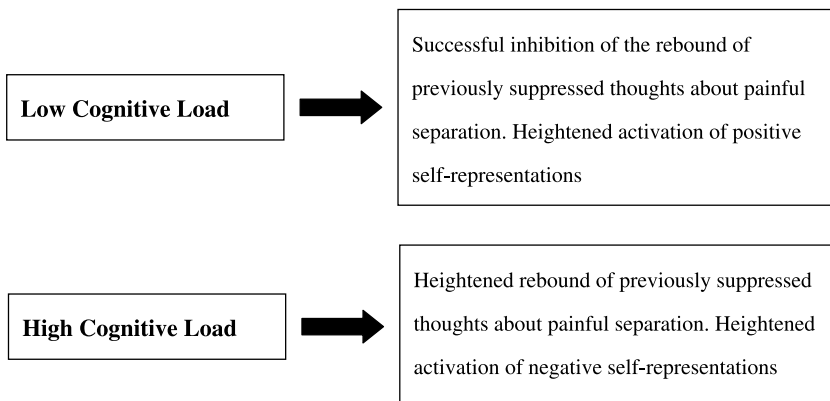 Low Cognitive Load
Successful inhibition of the rebound of
previously suppressed thoughts about painful
separation. Heightened activation of positive
self-representations
High Cognitive Load
Heightened rebound of previously suppressed
thoughts about painful separation. Heightened
activation of negative self-representations